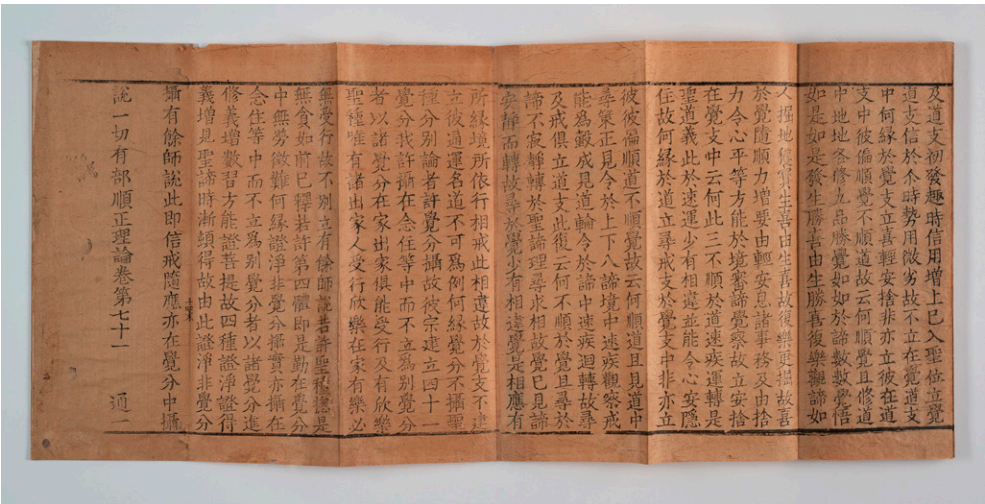 及道支初發趣時信用增上已入聖位立覺
道支信於尒時勢用微劣故不立在覺道支
中何緣於覺支立喜輕安捨非亦立彼在道
支中彼偏順覺不順道故云何順覺且修道
中地地各修九品勝覺如如於諦數數覺悟
如是如是發生勝喜由生勝喜復樂觀諦如
人掘地獲寶生喜由生喜故復樂更掘故喜
於覺隨順力增要由輕安息諸事務及由捨
力令心平等方能於境審諦覺察故立安捨
在覺支中云何此三不順於道速疾運轉是
聖道義此於速運少有相違並能令心安隱
住故何緣於道立尋戒支於覺支中非亦立
彼彼偏順道不順覺故云何順道且見道中
尋策正見令於上下八諦境中速疾觀察戒
能爲轂成見道輪令於諦中速疾迴轉故尋
及戒俱立道支此復云何不順於覺且尋於
諦不寂靜轉於聖諦理尋求相故覺已見諦
安靜而轉故尋於覺少有相違覺是相應有
所緣境所依行相戒此相違故於覺支不建
立彼通運名道不可爲例何緣覺分不攝聖
種分別論者許覺分攝故彼宗建立四十一
覺分我許攝在念住等中而不立爲別覺分
者以諸覺分在家出家俱能受行及有欣樂
聖種唯有諸出家人受行欣樂在家有樂必
無受行故不別立有餘師說若許聖種總是
無貪如前已釋若許第四體即是勤在覺分
中無勞徵難何緣證淨非覺分攝實亦攝在
念住等中而不立爲別覺分者以諸覺分進
修義增數習方能證菩提故四種證淨證得
義增見聖諦時漸頓得故由此證淨非覺分
攝有餘師說此即信戒隨應亦在覺分中攝
說一切有部順正理論卷第七十一 通一